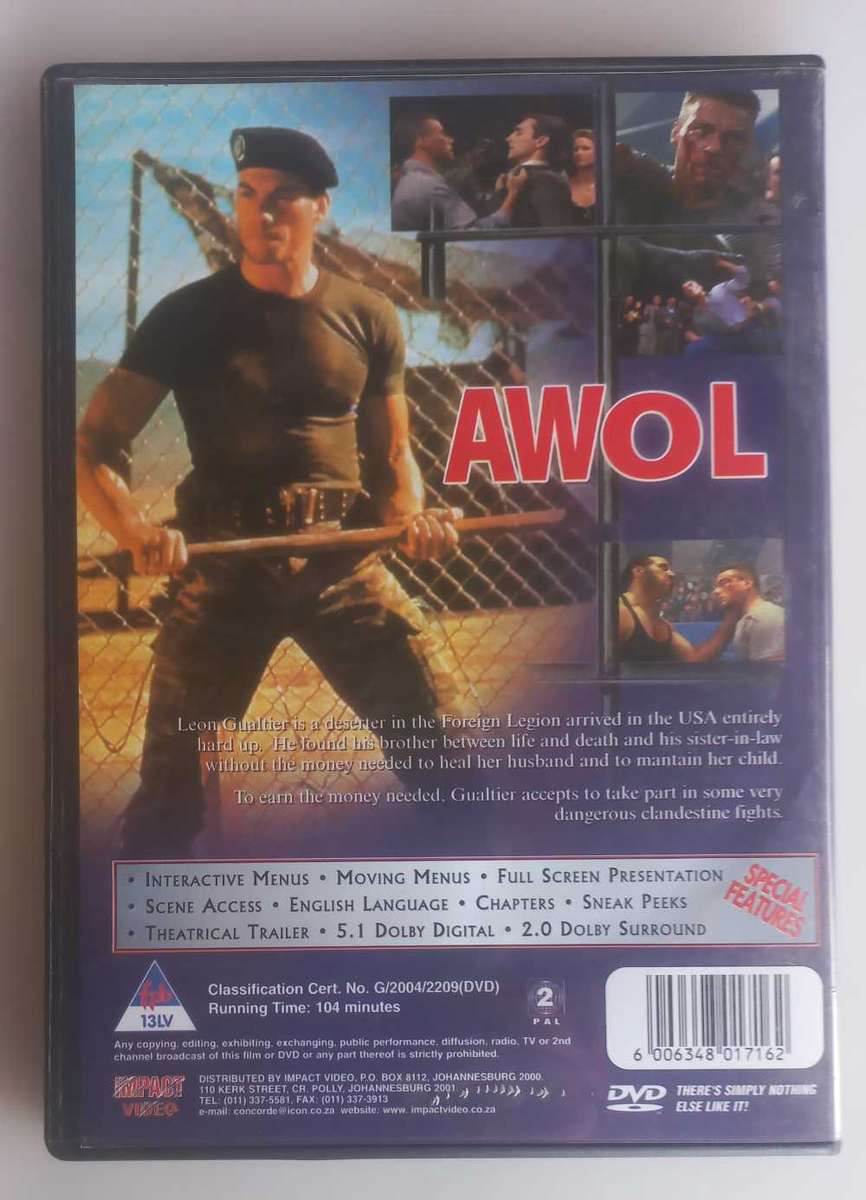 AWOL
Leon Gualtier is a deserter in the Foreign Legion arrived in the USA entirely
hard up. He found his brother between life and death and his sister-in-law
without the money needed to heal her husband and to mantain her child.
To earn the money needed, Gualtier accepts to take part in some very
dangerous clandestine fights.
• INTERACTIVE MENUS • MOVING MENUS • FULL SCREEN PRESENTATION
• SCENE ACCESS • ENGLISH LANGUAGE • CHAPTERS • SNEAK PEEKS
• THEATRICAL TRAILER • 5.1 DOLBY DIGITAL • 2.0 DOLBY SURROUND
SPECIAL
FEATURES
fpb
13LV
Classification Cert. No. G/2004/2209(DVD)
Running Time: 104 minutes
2
PAL
Any copying, editing, exhibiting, exchanging, public performance, diffusion, radio, TV or 2nd
channel broadcast of this film or DVD or any part thereof is strictly prohibited.
IMPACT
VIDEO
DISTRIBUTED BY IMPACT VIDEO, P.O. BOX 8112, JOHANNESBURG 2000.
110 KERK STREET, CR. POLLY, JOHANNESBURG 2001
TEL: (011) 337-5581, FAX: (011) 337-3913
e-mail: concorde@icon.co.za website: www.impactvideo.co.za
6 006348 017162
DVD
THERE'S SIMPLY NOTHING
ELSE LIKE IT!